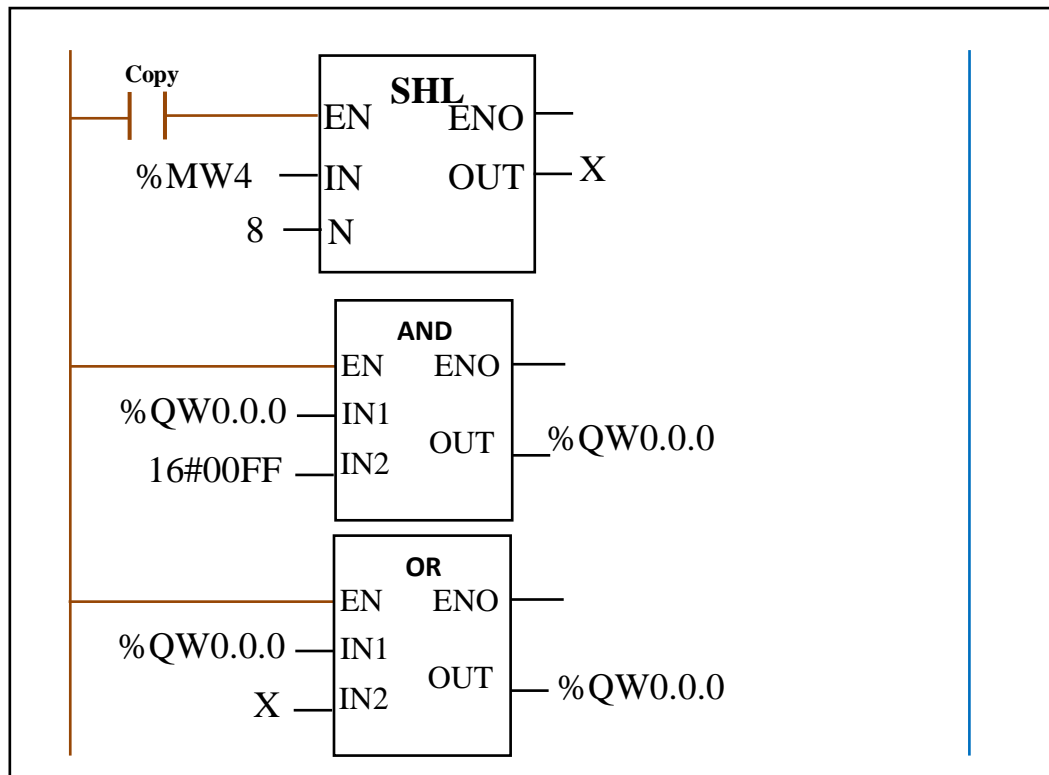 Copy
SHL
EN ENO
%MW4 IN OUT X
8 N
AND
EN ENO
%QW0.0.0 IN1
OUT %QW0.0.0
16#00FF IN2
OR
EN ENO
%QW0.0.0 IN1
OUT %QW0.0.0
X IN2